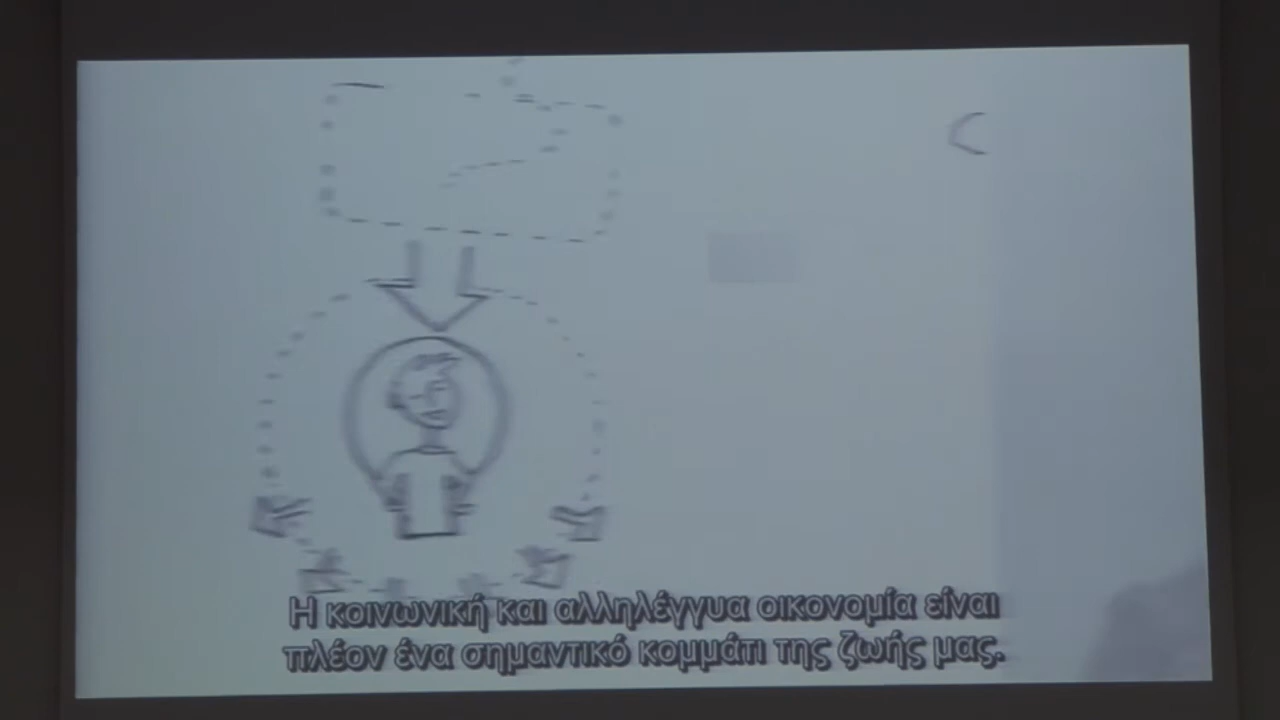 Η κοινωνική και αλληλέγγυα οικονομία είναι
πλέον ένα σημαντικό κομμάτι της ζωής μας.